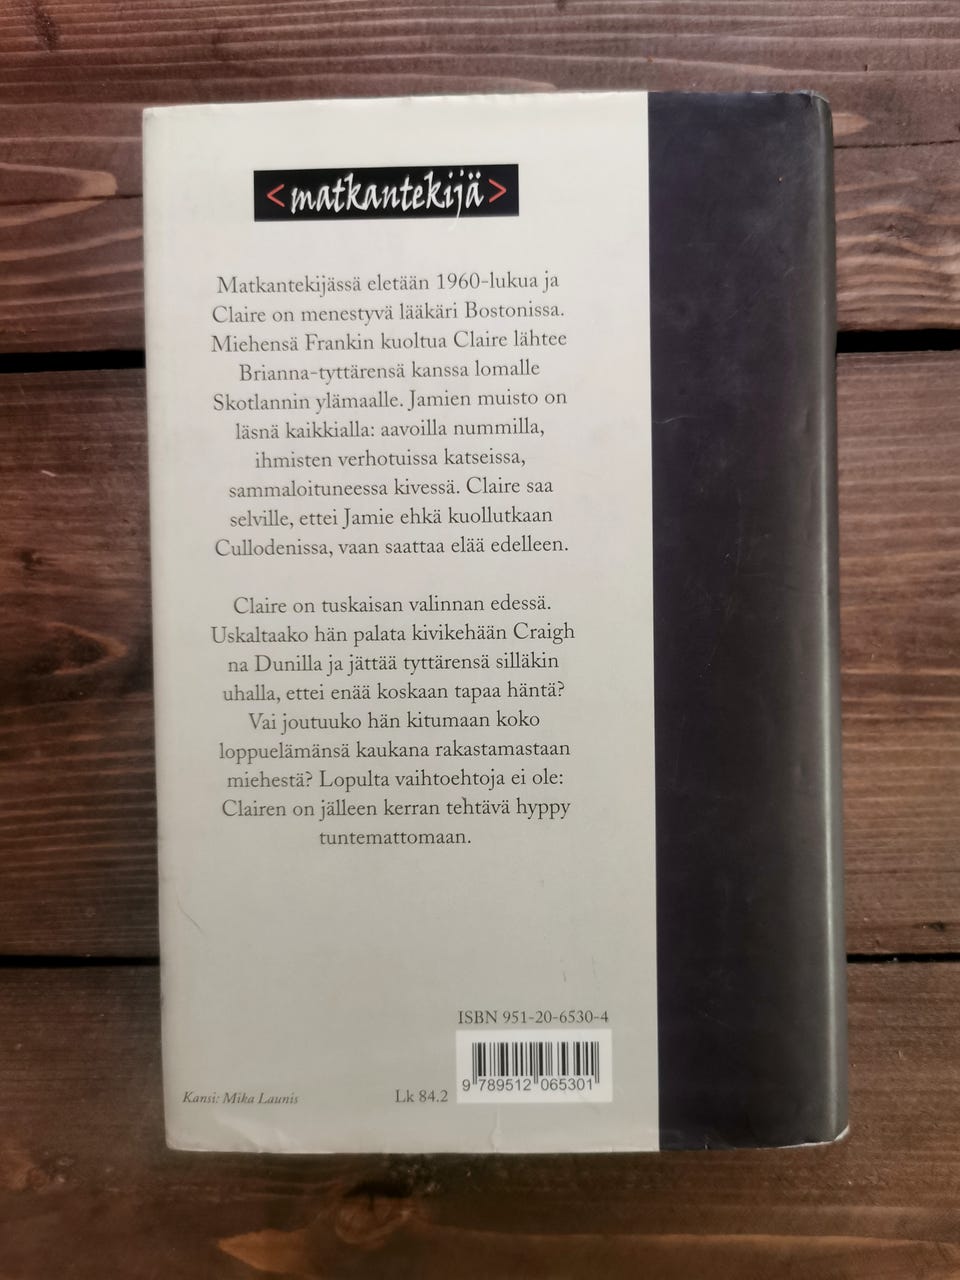 <matkantekijä>
Matkantekijässä eletään 1960-lukua ja
Claire on menestyvä lääkäri Bostonissa.
Miehensä Frankin kuoltua Claire lähtee
Brianna-tyttärensä kanssa lomalle
Skotlannin ylämaalle. Jamien muisto on
läsnä kaikkialla: aavoilla nummilla,
ihmisten verhotuissa katseissa,
sammaloituneessa kivessä. Claire saa
selville, ettei Jamie ehkä kuollutkaan
Cullodenissa, vaan saattaa elää edelleen.
Claire on tuskaisan valinnan edessä.
Uskaltaako hän palata kivikehään Craigh
na Dunilla ja jättää tyttärensä silläkin
uhalla, ettei enää koskaan tapaa häntä?
Vai joutuuko hän kitumaan koko
loppuelämänsä kaukana rakastamastaan
miehestä? Lopulta vaihtoehtoja ei ole:
Clairen on jälleen kerran tehtävä hyppy
tuntemattomaan.
ISBN 951-20-6530-4
9 789512 065301
Kansi: Mika Launis
Lk 84.2